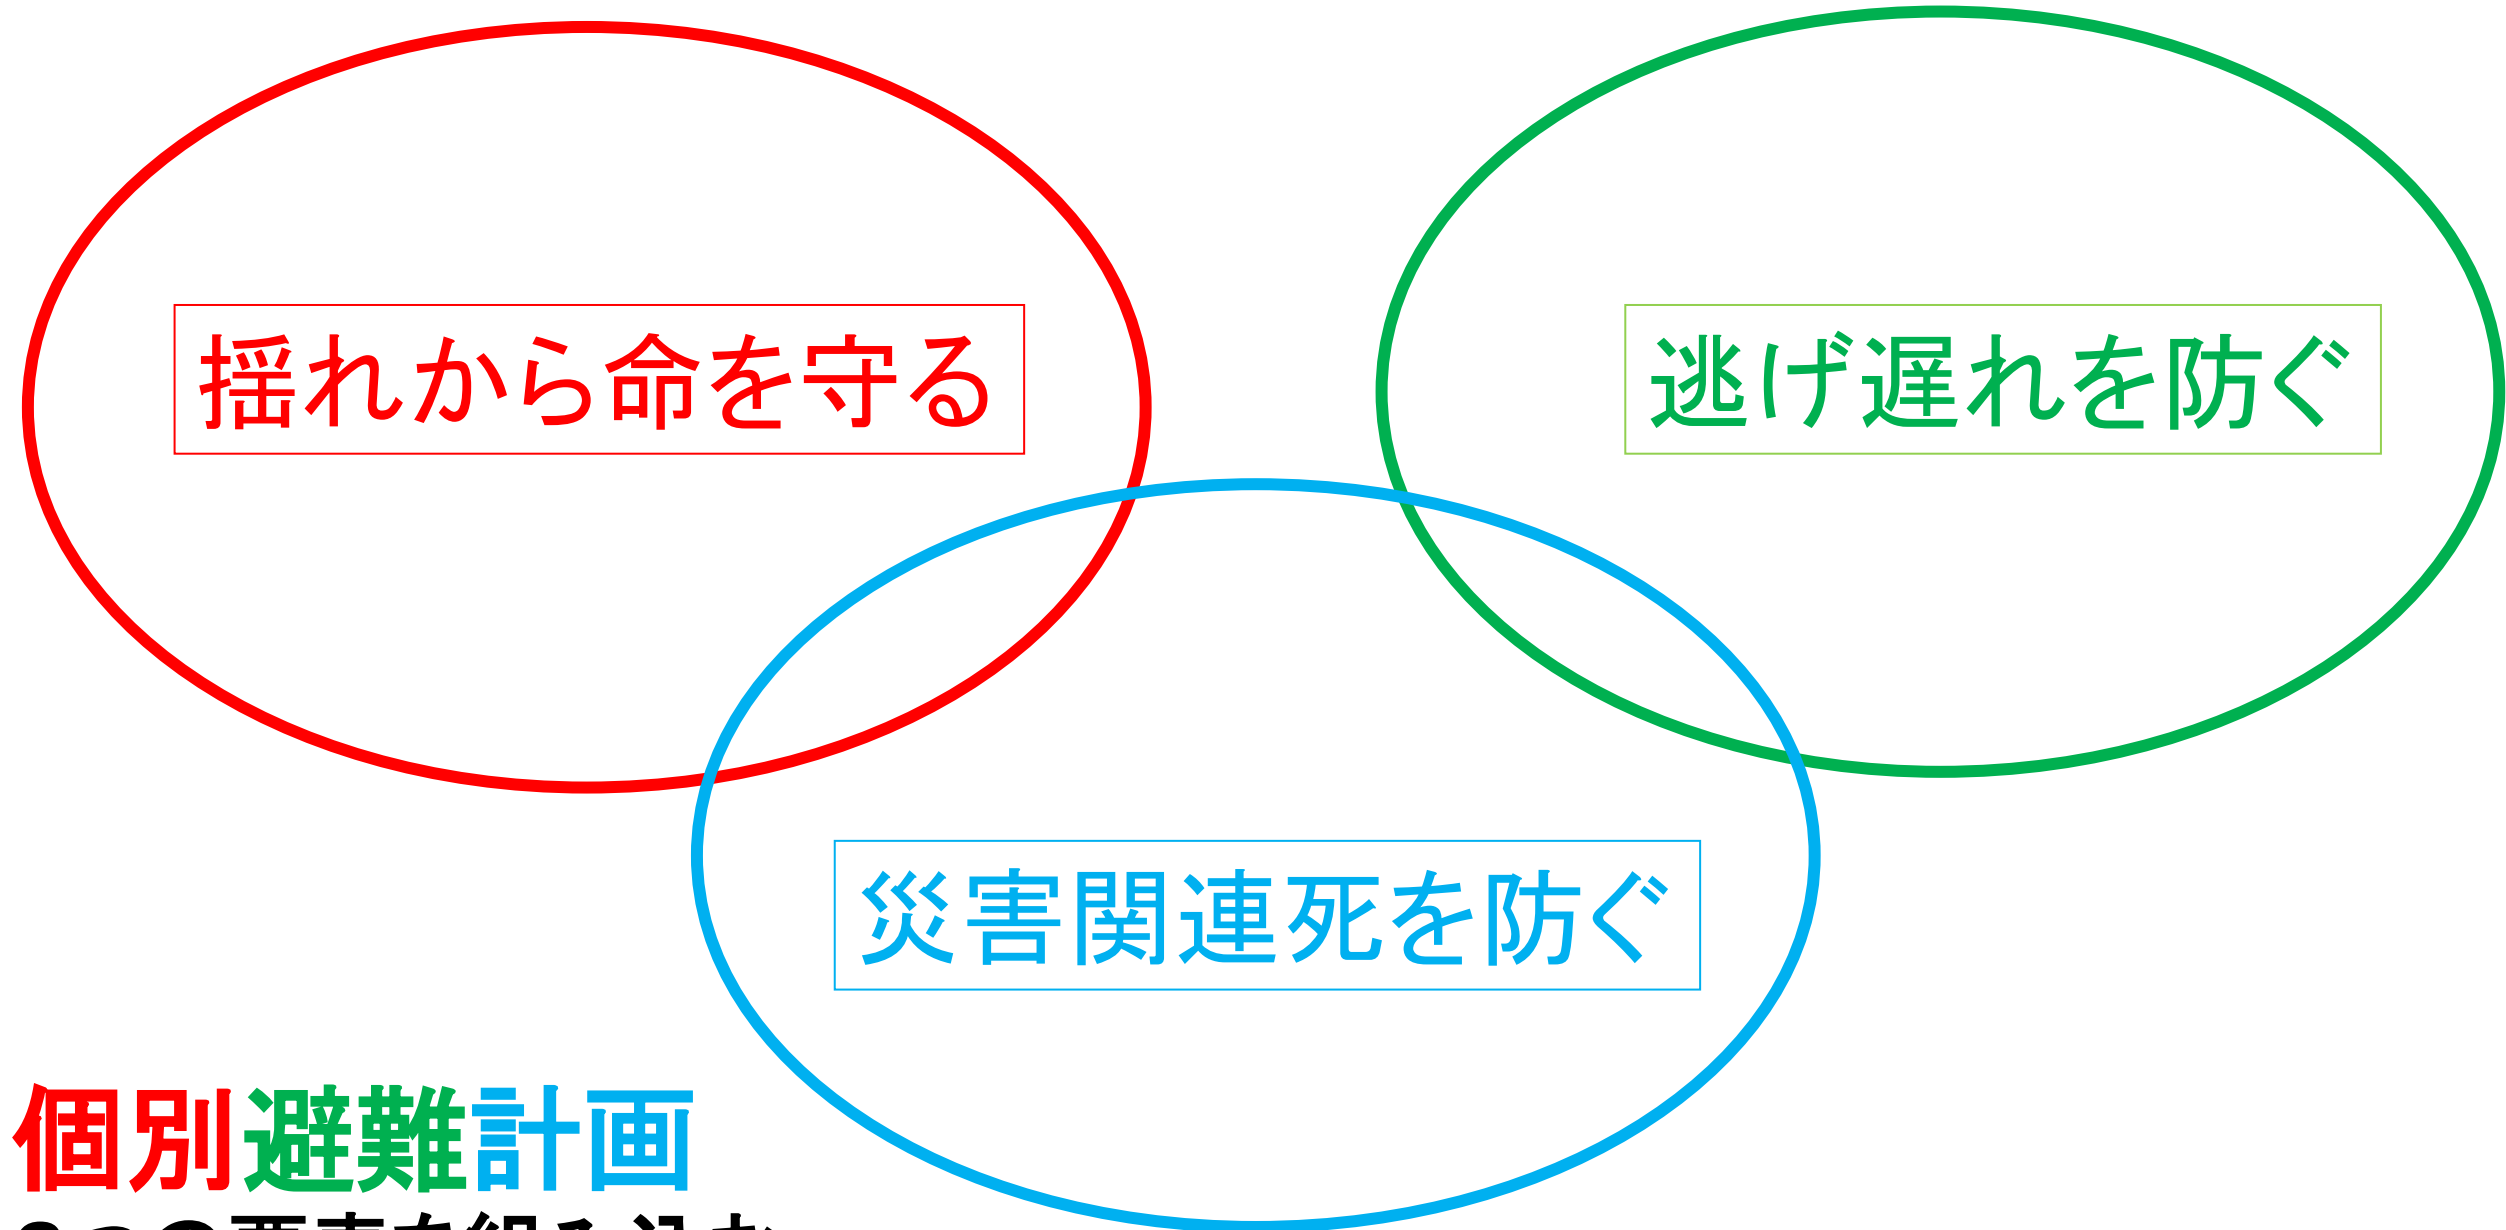 揺れから命を守る
逃げ遅れを防ぐ
災害関連死を防ぐ
個別避難計画